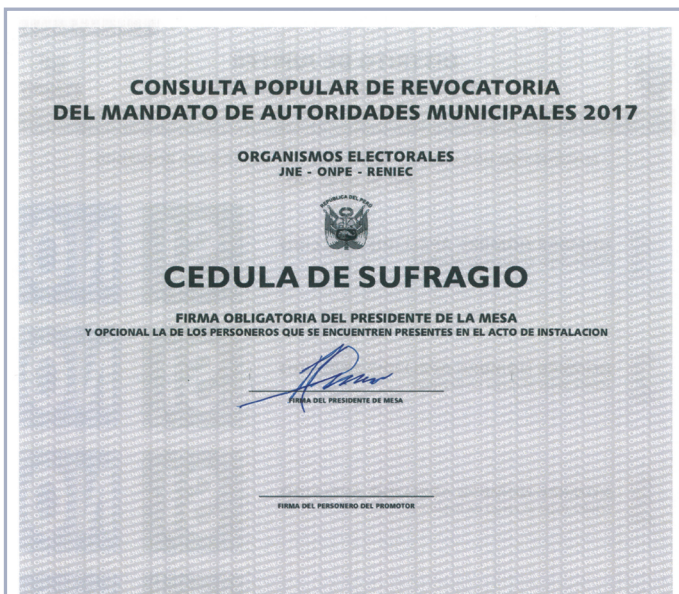 CONSULTA POPULAR DE REVOCATORIA
DEL MANDATO DE AUTORIDADES MUNICIPALES 2017
ORGANISMOS ELECTORALES
JNE - ONPE - RENIEC
REPUBLICA DEL PERU
CEDULA DE SUFRAGIO
FIRMA OBLIGATORIA DEL PRESIDENTE DE LA MESA
Y OPCIONAL LA DE LOS PERSONEROS QUE SE ENCUENTREN PRESENTES EN EL ACTO DE INSTALACION
FIRMA DEL PRESIDENTE DE MESA
FIRMA DEL PERSONERO DEL PROMOTOR